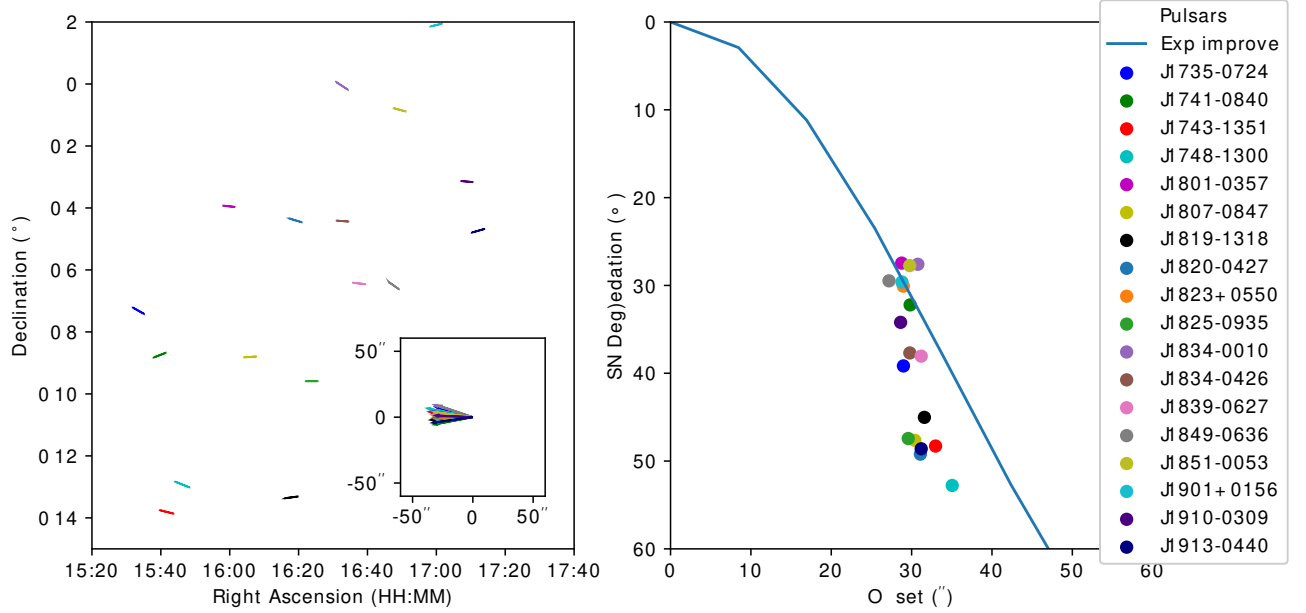 2
0
0 2
0 4
0 6
0 8
0 10
0 12
0 14
Declination (°)
15:20 15:40 16:00 16:20 16:40 17:00 17:20 17:40
Right Ascension (HH:MM)
50″
0
-50″
-50″ 0 50″
0
10
20
30
40
50
60
SN Deg)edation (°)
0 10 20 30 40 50 60
O set (″)
Pulsars
Exp improve
J1735-0724
J1741-0840
J1743-1351
J1748-1300
J1801-0357
J1807-0847
J1819-1318
J1820-0427
J1823+0550
J1825-0935
J1834-0010
J1834-0426
J1839-0627
J1849-0636
J1851-0053
J1901+0156
J1910-0309
J1913-0440